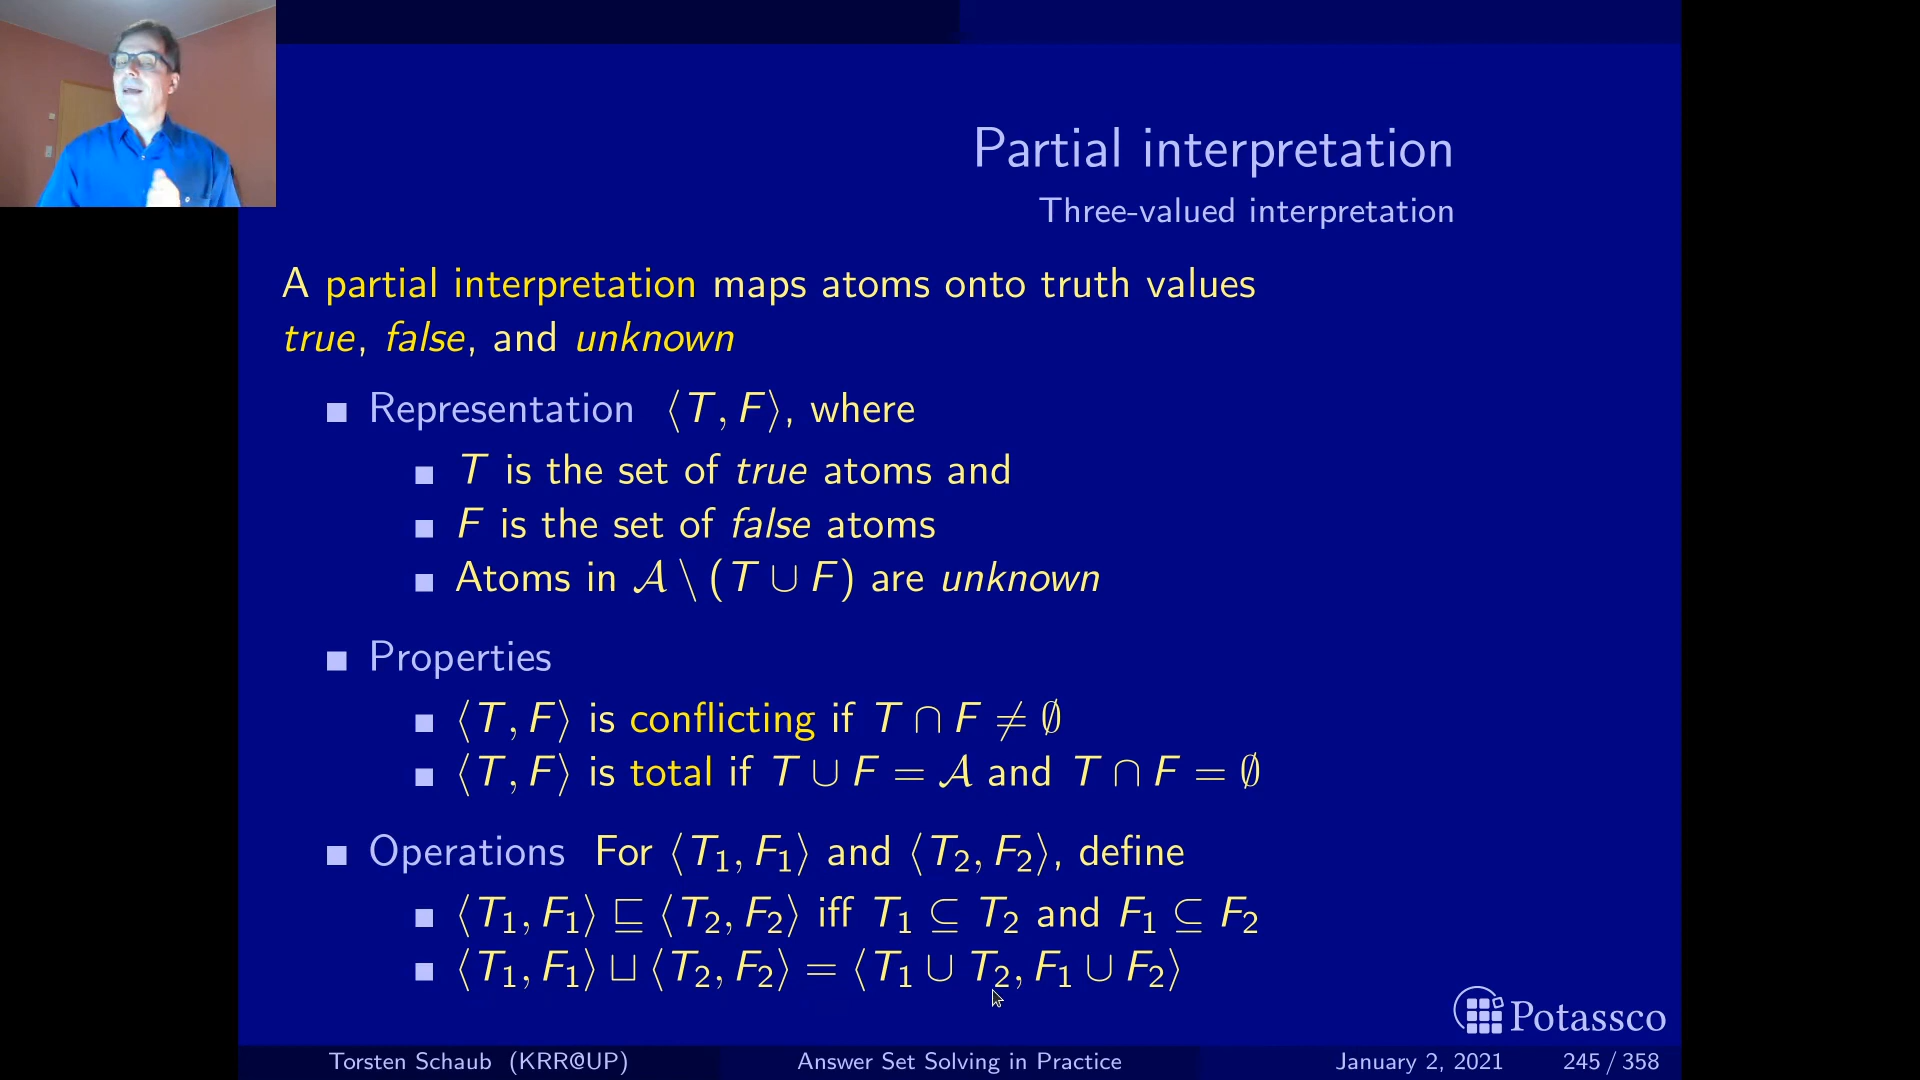 Partial interpretation
Three-valued interpretation
A partial interpretation maps atoms onto truth values
true, false, and unknown
Representation ⟨T, F⟩, where
T is the set of true atoms and
F is the set of false atoms
Atoms in 𝒜 \ (T ∪ F) are unknown
Properties
⟨T, F⟩ is conflicting if T ∩ F ≠ ∅
⟨T, F⟩ is total if T ∪ F = 𝒜 and T ∩ F = ∅
Operations For ⟨T₁, F₁⟩ and ⟨T₂, F₂⟩, define
⟨T₁, F₁⟩ ⊑ ⟨T₂, F₂⟩ iff T₁ ⊆ T₂ and F₁ ⊆ F₂
⟨T₁, F₁⟩ ⊔ ⟨T₂, F₂⟩ = ⟨T₁ ∪ T₂, F₁ ∪ F₂⟩
Potassco
Torsten Schaub (KRR@UP) Answer Set Solving in Practice January 2, 2021 245 / 358